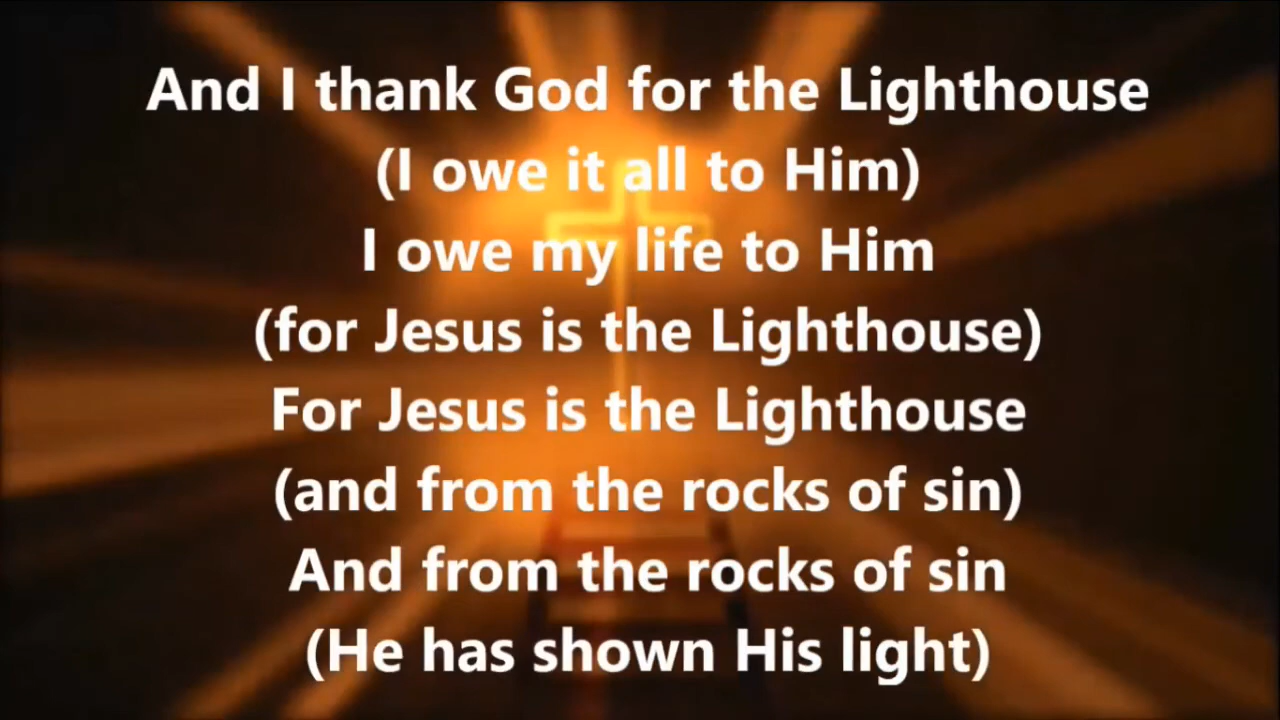 And I thank God for the Lighthouse
(I owe it all to Him)
I owe my life to Him
(for Jesus is the Lighthouse)
For Jesus is the Lighthouse
(and from the rocks of sin)
And from the rocks of sin
(He has shown His light)